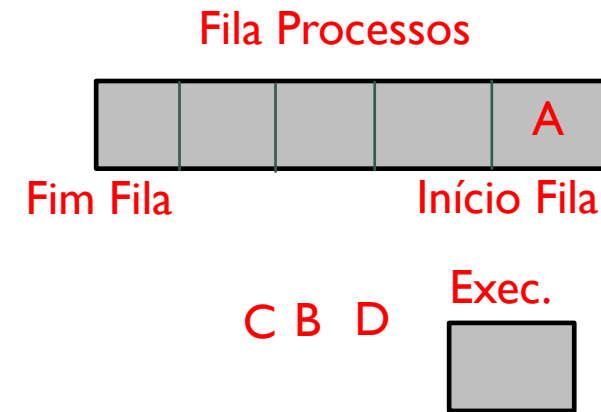 Fila Processos
A
Fim Fila Início Fila
Exec.
C B D